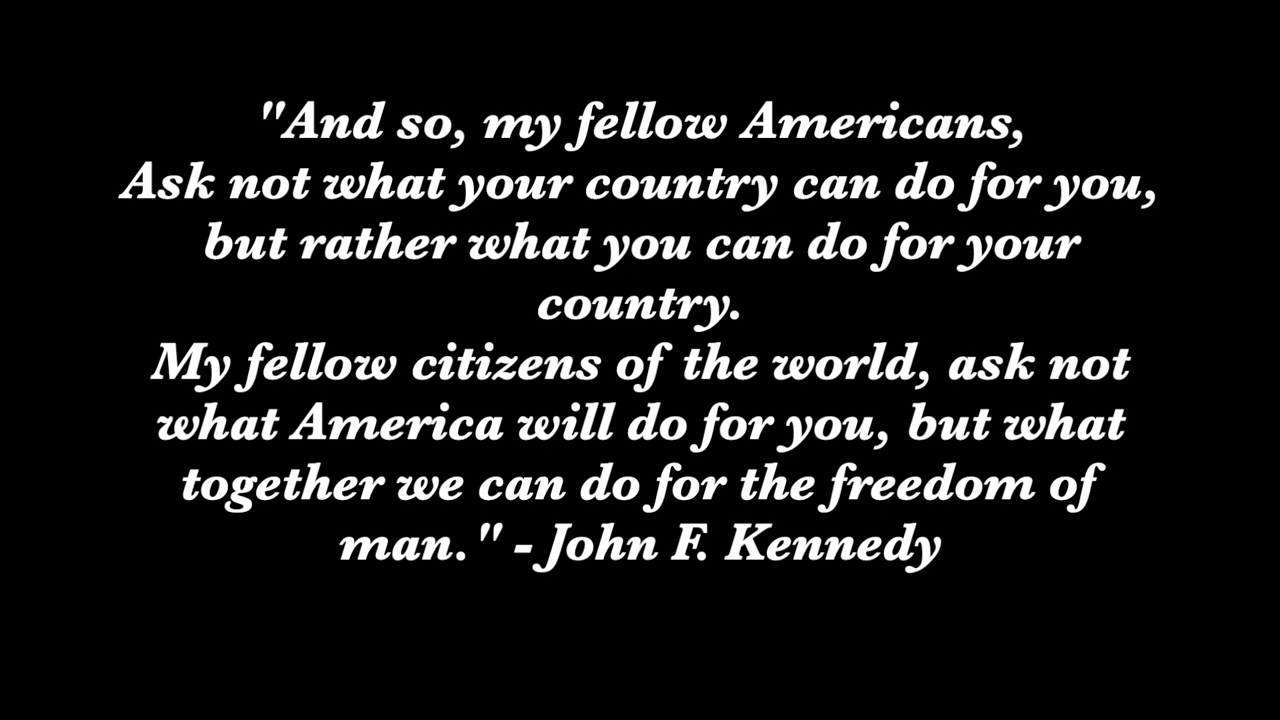 "And so, my fellow Americans,
Ask not what your country can do for you,
but rather what you can do for your
country.
My fellow citizens of the world, ask not
what America will do for you, but what
together we can do for the freedom of
man." - John F. Kennedy